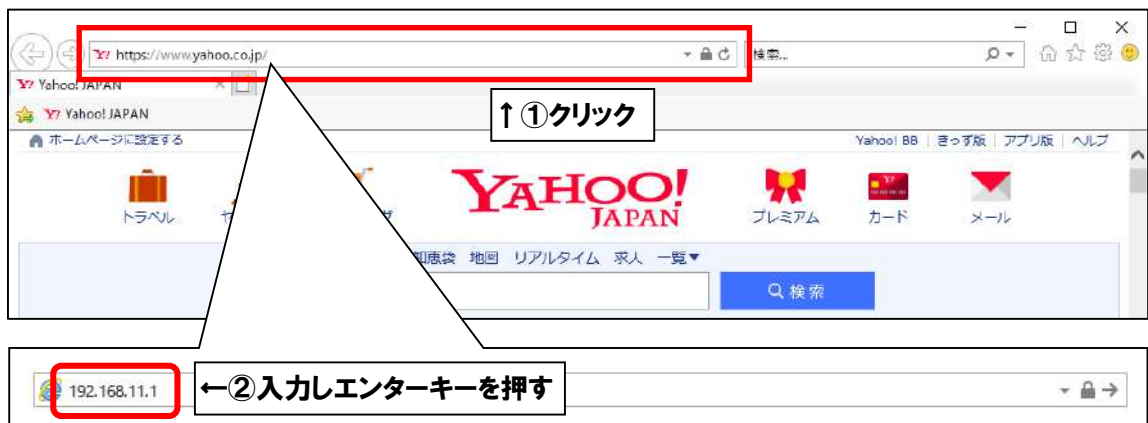 https://www.yahoo.co.jp/
検索...
Yahoo! JAPAN
Yahoo! JAPAN
↑①クリック
ホームページに設定する
Yahoo! BB | きっず版 | アプリ版 | ヘルプ
YAHOO! JAPAN
トラベル
プレミアム
カード
メール
知恵袋 地図 リアルタイム 求人 一覧▼
検索
192.168.11.1
←②入力しエンターキーを押す